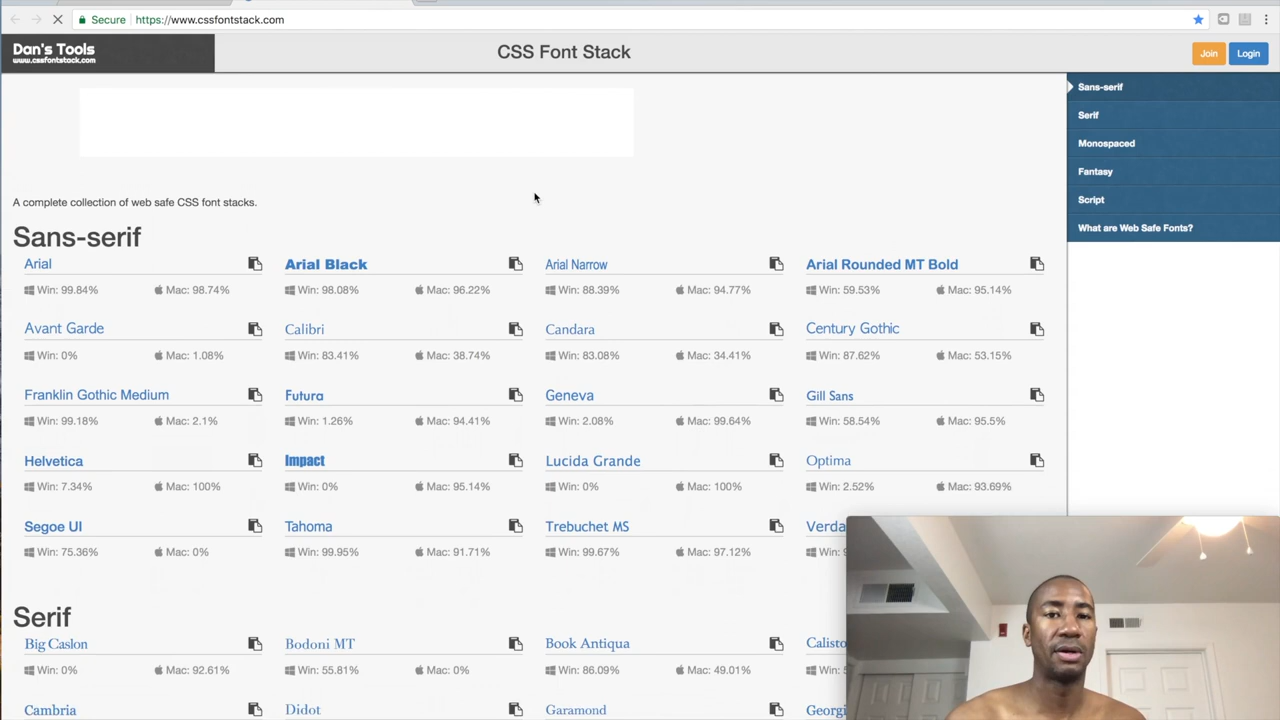 Secure https://www.cssfontstack.com
Dan's Tools
www.cssfontstack.com
CSS Font Stack
Join
Login
Sans-serif
Serif
Monospaced
Fantasy
Script
What are Web Safe Fonts?
A complete collection of web safe CSS font stacks.
Sans-serif
Arial Arial Black Arial Narrow Arial Rounded MT Bold
Win: 99.84% Mac: 98.74% Win: 98.08% Mac: 96.22% Win: 88.39% Mac: 94.77% Win: 59.53% Mac: 95.14%
Avant Garde Calibri Candara Century Gothic
Win: 0% Mac: 1.08% Win: 83.41% Mac: 38.74% Win: 83.08% Mac: 34.41% Win: 87.62% Mac: 53.15%
Franklin Gothic Medium Futura Geneva Gill Sans
Win: 99.18% Mac: 2.1% Win: 1.26% Mac: 94.41% Win: 2.08% Mac: 99.64% Win: 58.54% Mac: 95.5%
Helvetica Impact Lucida Grande Optima
Win: 7.34% Mac: 100% Win: 0% Mac: 95.14% Win: 0% Mac: 100% Win: 2.52% Mac: 93.69%
Segoe UI Tahoma Trebuchet MS Verda
Win: 75.36% Mac: 0% Win: 99.95% Mac: 91.71% Win: 99.67% Mac: 97.12% Win: 9
Serif
Big Caslon Bodoni MT Book Antiqua Calisto
Win: 0% Mac: 92.61% Win: 55.81% Mac: 0% Win: 86.09% Mac: 49.01% Win:
Cambria Didot Garamond Georgi